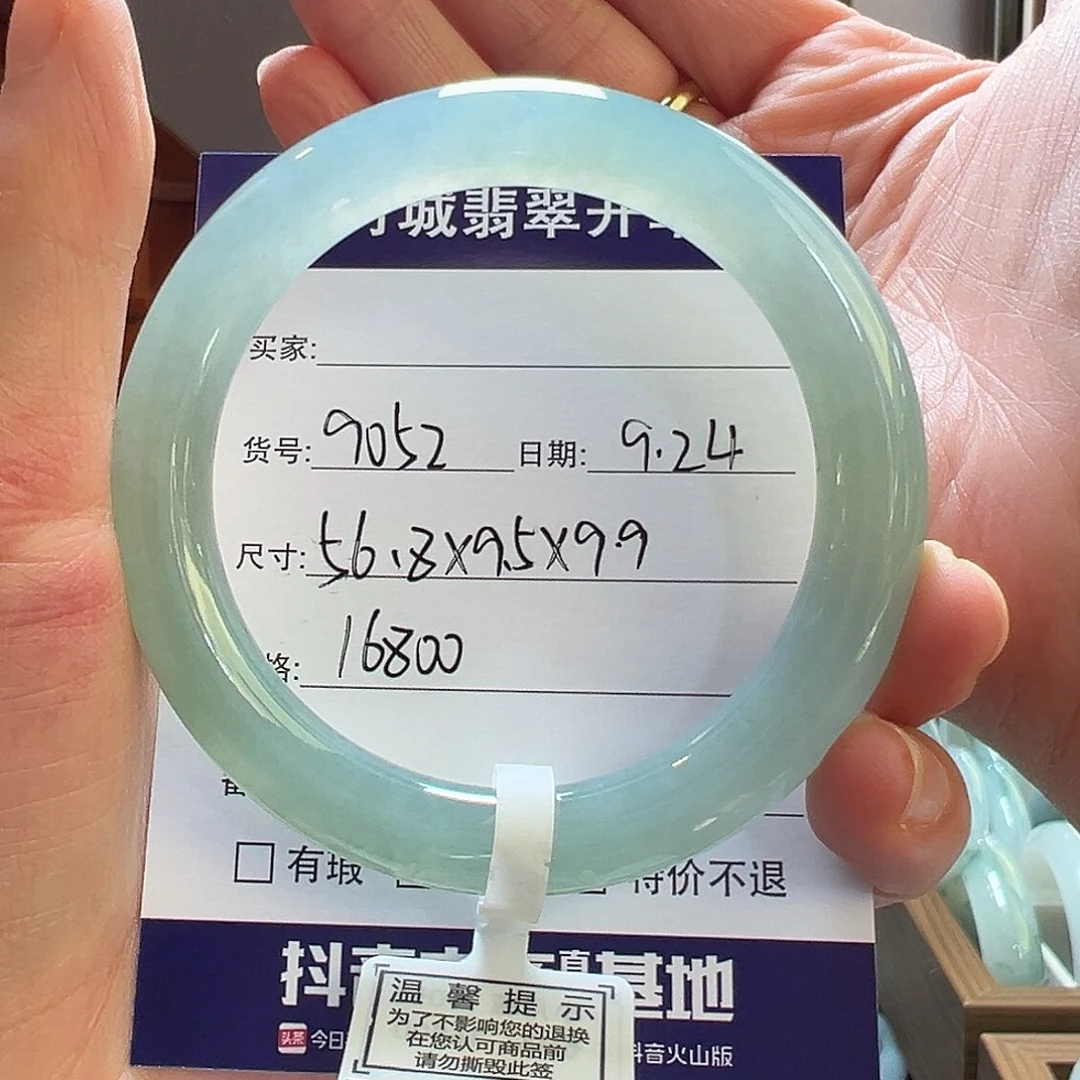 城翡翠
买家:
货号: 9052 日期: 9.24
尺寸: 56.8X9.5X9.9
格: 16800
有瑕 特价不退
抖音 基地
头条 今日 抖音火山版
温馨提示
为了不影响您的退换
在您认可商品前
请勿撕毁此签